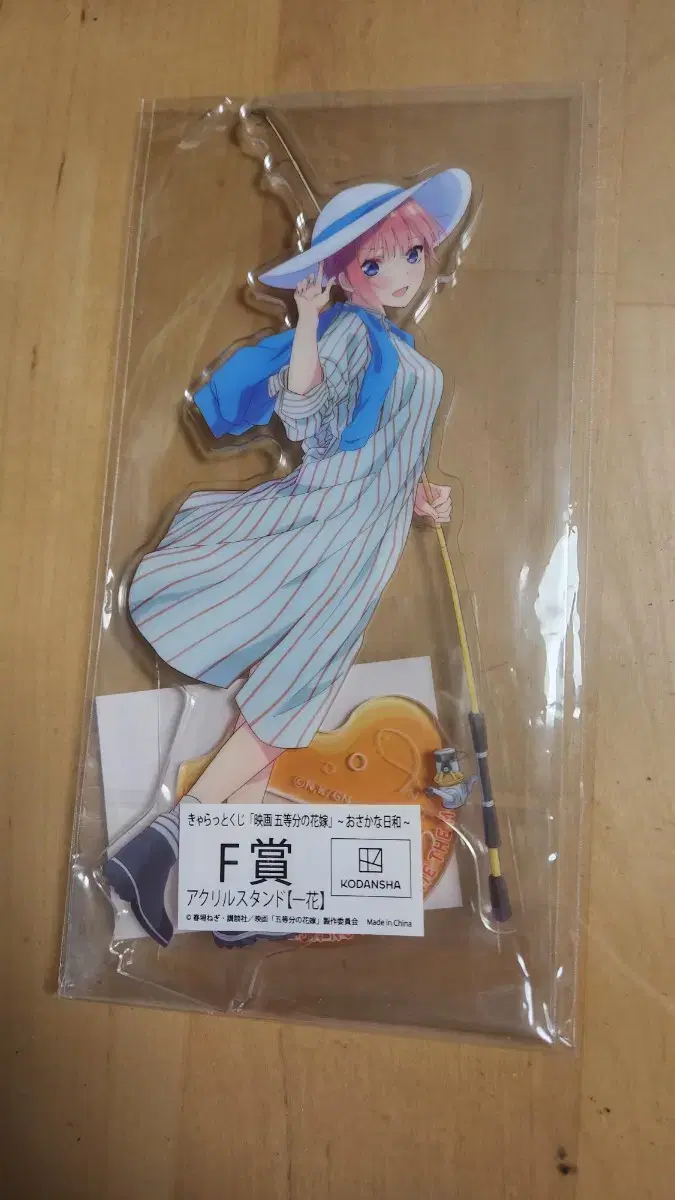 きゃらっとくじ「映画 五等分の花嫁」~おさかな日和~
F賞
アクリルスタンド【一花】
KODANSHA
© 春場ねぎ・講談社／映画「五等分の花嫁」製作委員会 Made in China